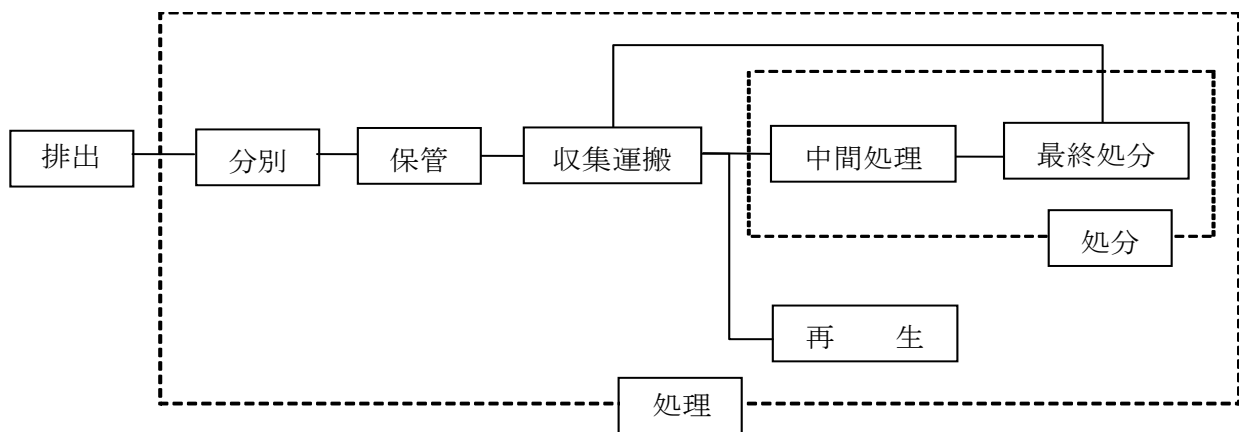 排出
分別
保管
収集運搬
中間処理
最終処分
処分
再 生
処理